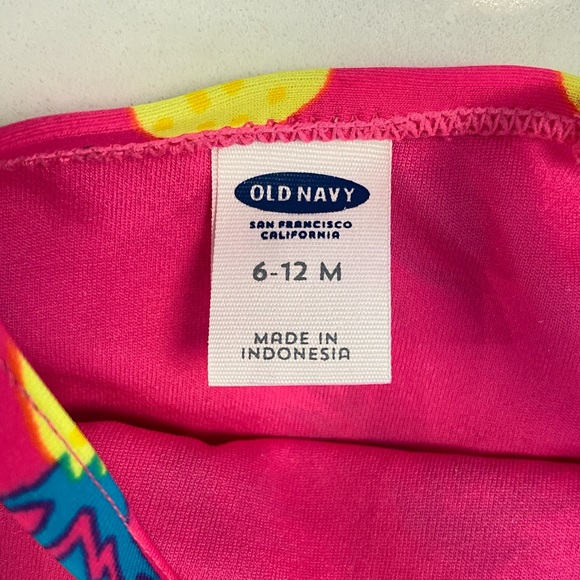 OLD NAVY
SAN FRANCISCO
CALIFORNIA
6-12 M
MADE IN
INDONESIA